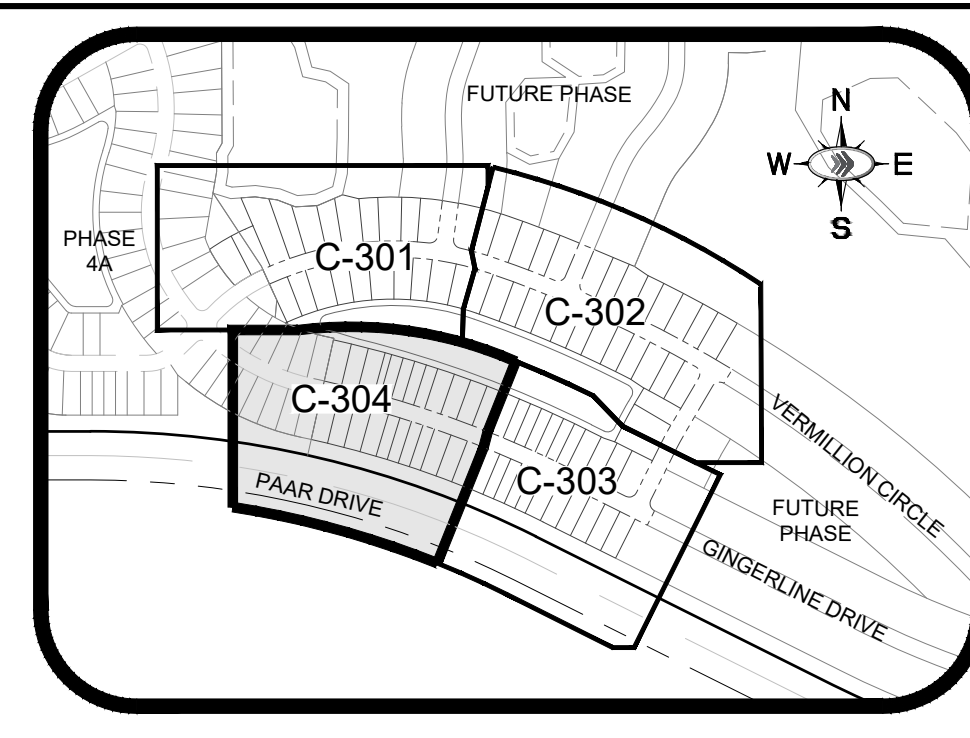 FUTURE PHASE
N
W
E
S
PHASE
4A
C-301
C-302
C-304
VERMILLION CIRCLE
C-303
PAAR DRIVE
FUTURE
PHASE
GINGERLINE DRIVE